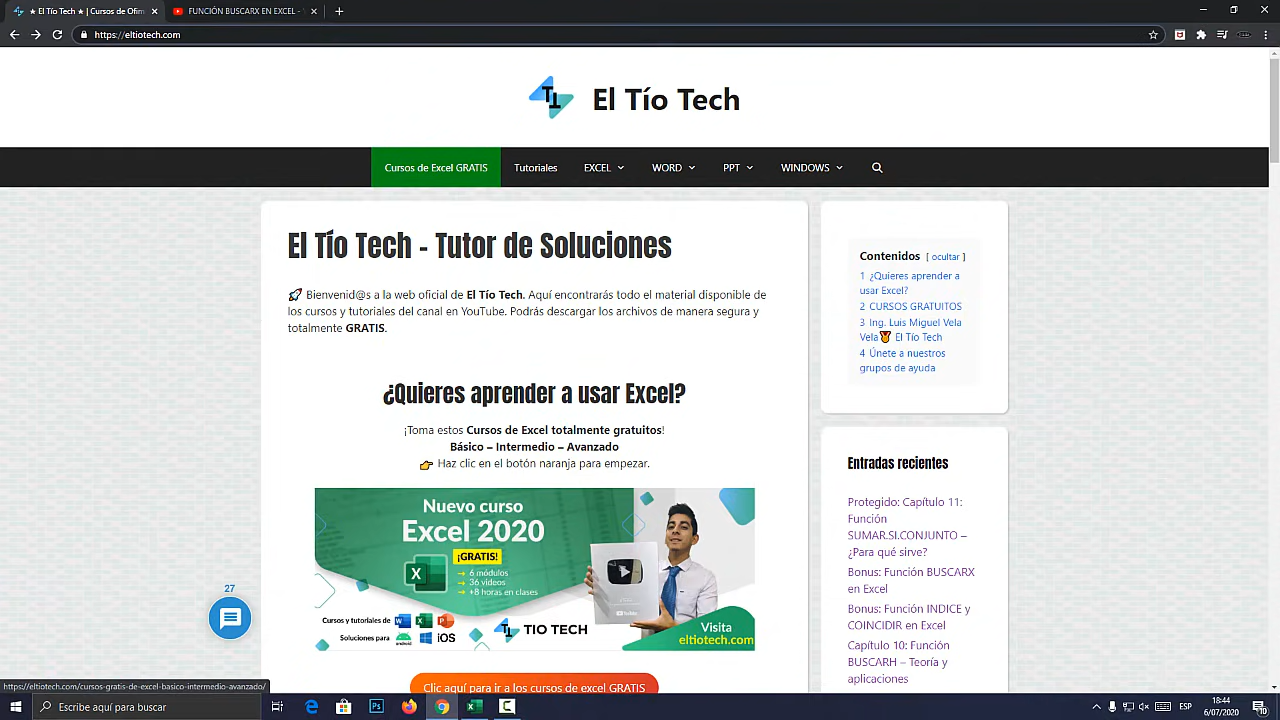 ★ El Tío Tech ★ | Cursos de Ofim
FUNCIÓN BUSCARX EN EXCEL -
https://eltiotech.com
El Tío Tech
Cursos de Excel GRATIS
Tutoriales
EXCEL
WORD
PPT
WINDOWS
El Tío Tech - Tutor de Soluciones
Bienvenid@s a la web oficial de El Tío Tech. Aquí encontrarás todo el material disponible de
los cursos y tutoriales del canal en YouTube. Podrás descargar los archivos de manera segura y
totalmente GRATIS.
¿Quieres aprender a usar Excel?
¡Toma estos Cursos de Excel totalmente gratuitos!
Básico – Intermedio – Avanzado
Haz clic en el botón naranja para empezar.
Nuevo curso
Excel 2020
¡GRATIS!
→ 6 módulos
→ 36 videos
→ +8 horas en clases
Cursos y tutoriales de
Soluciones para
android
iOS
TIO TECH
YouTube
Visita
eltiotech.com
Clic aquí para ir a los cursos de excel GRATIS
Contenidos [ ocultar ]
1 ¿Quieres aprender a
usar Excel?
2 CURSOS GRATUITOS
3 Ing. Luis Miguel Vela
Vela El Tío Tech
4 Únete a nuestros
grupos de ayuda
Entradas recientes
Protegido: Capítulo 11:
Función
SUMAR.SI.CONJUNTO –
¿Para qué sirve?
Bonus: Función BUSCARX
en Excel
Bonus: Función INDICE y
COINCIDIR en Excel
Capítulo 10: Función
BUSCARH – Teoría y
aplicaciones
27
https://eltiotech.com/cursos-gratis-de-excel-basico-intermedio-avanzado/
Escribe aquí para buscar
ESP
18:44
6/07/2020